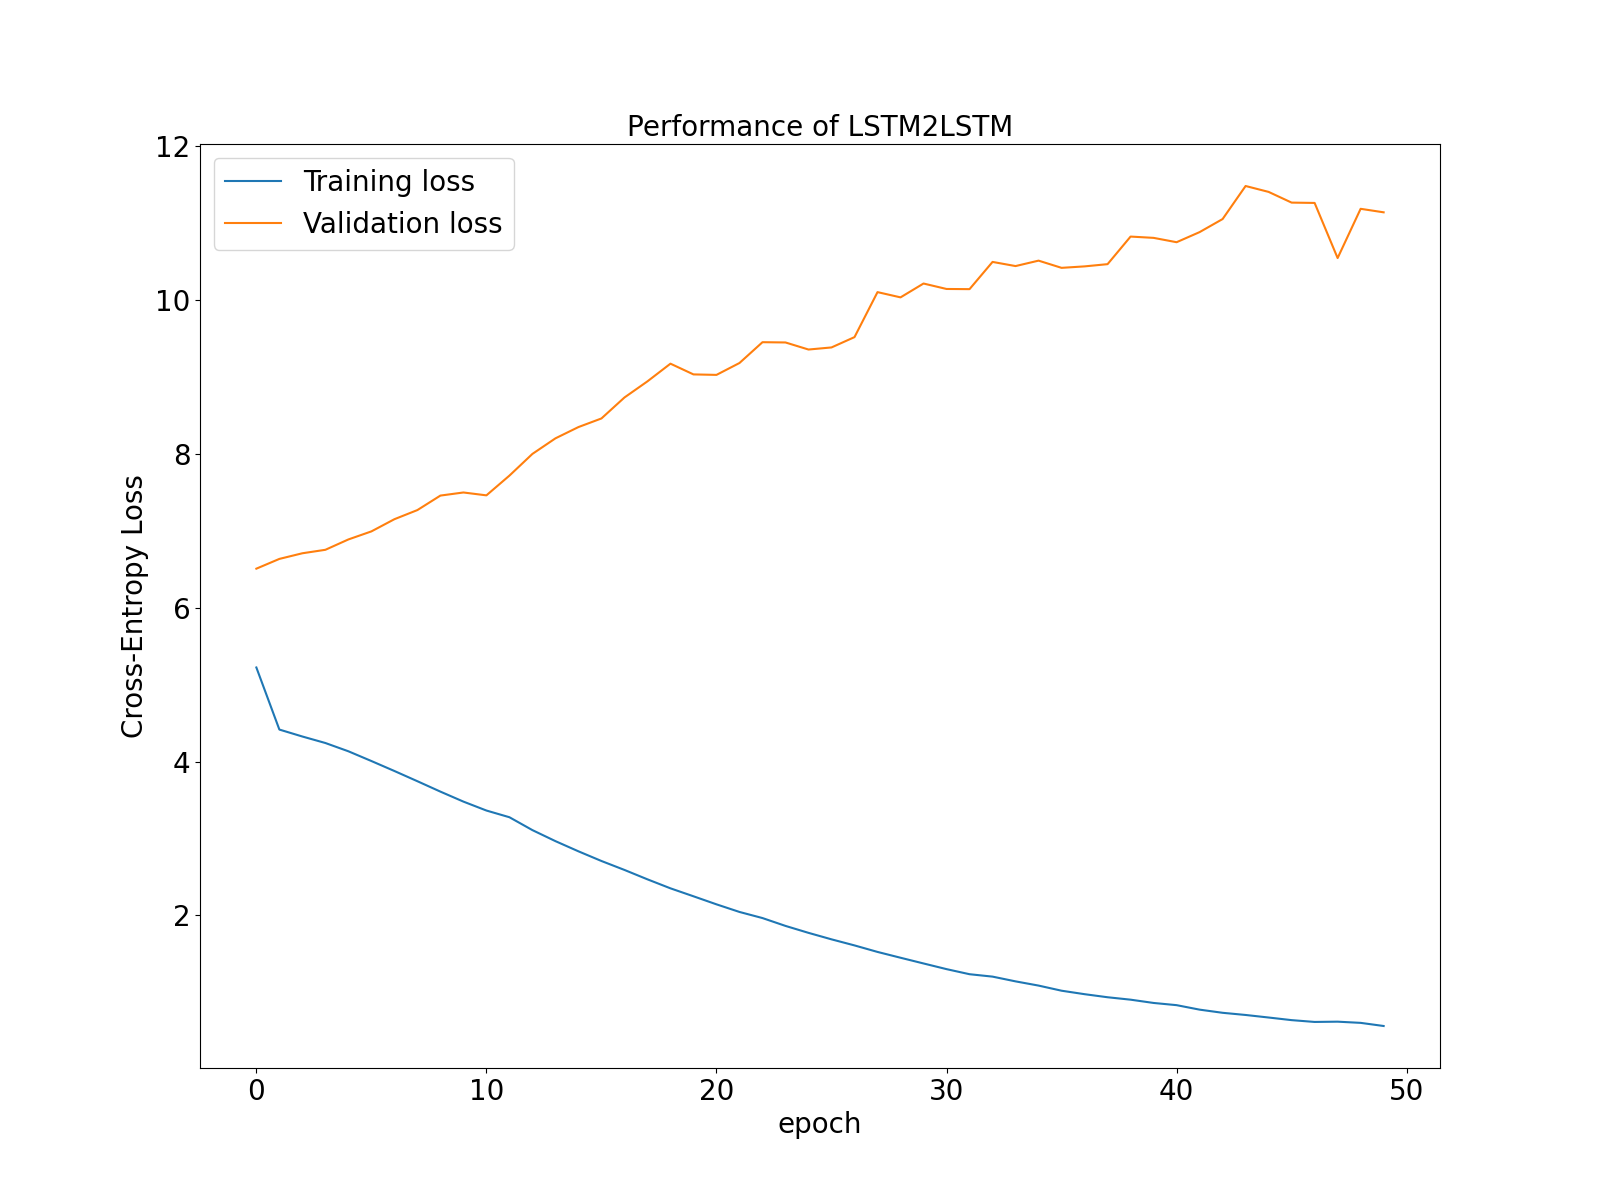 Performance of LSTM2LSTM
Training loss
Validation loss
12
10
8
6
4
2
Cross-Entropy Loss
0 10 20 30 40 50
epoch